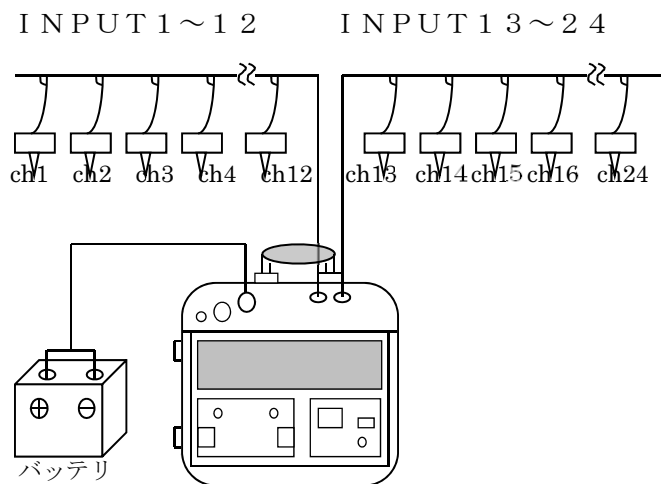 INPUT1～12 INPUT13～24
ch1 ch2 ch3 ch4 ch12 ch13 ch14 ch15 ch16 ch24
⊕ ⊖
バッテリ